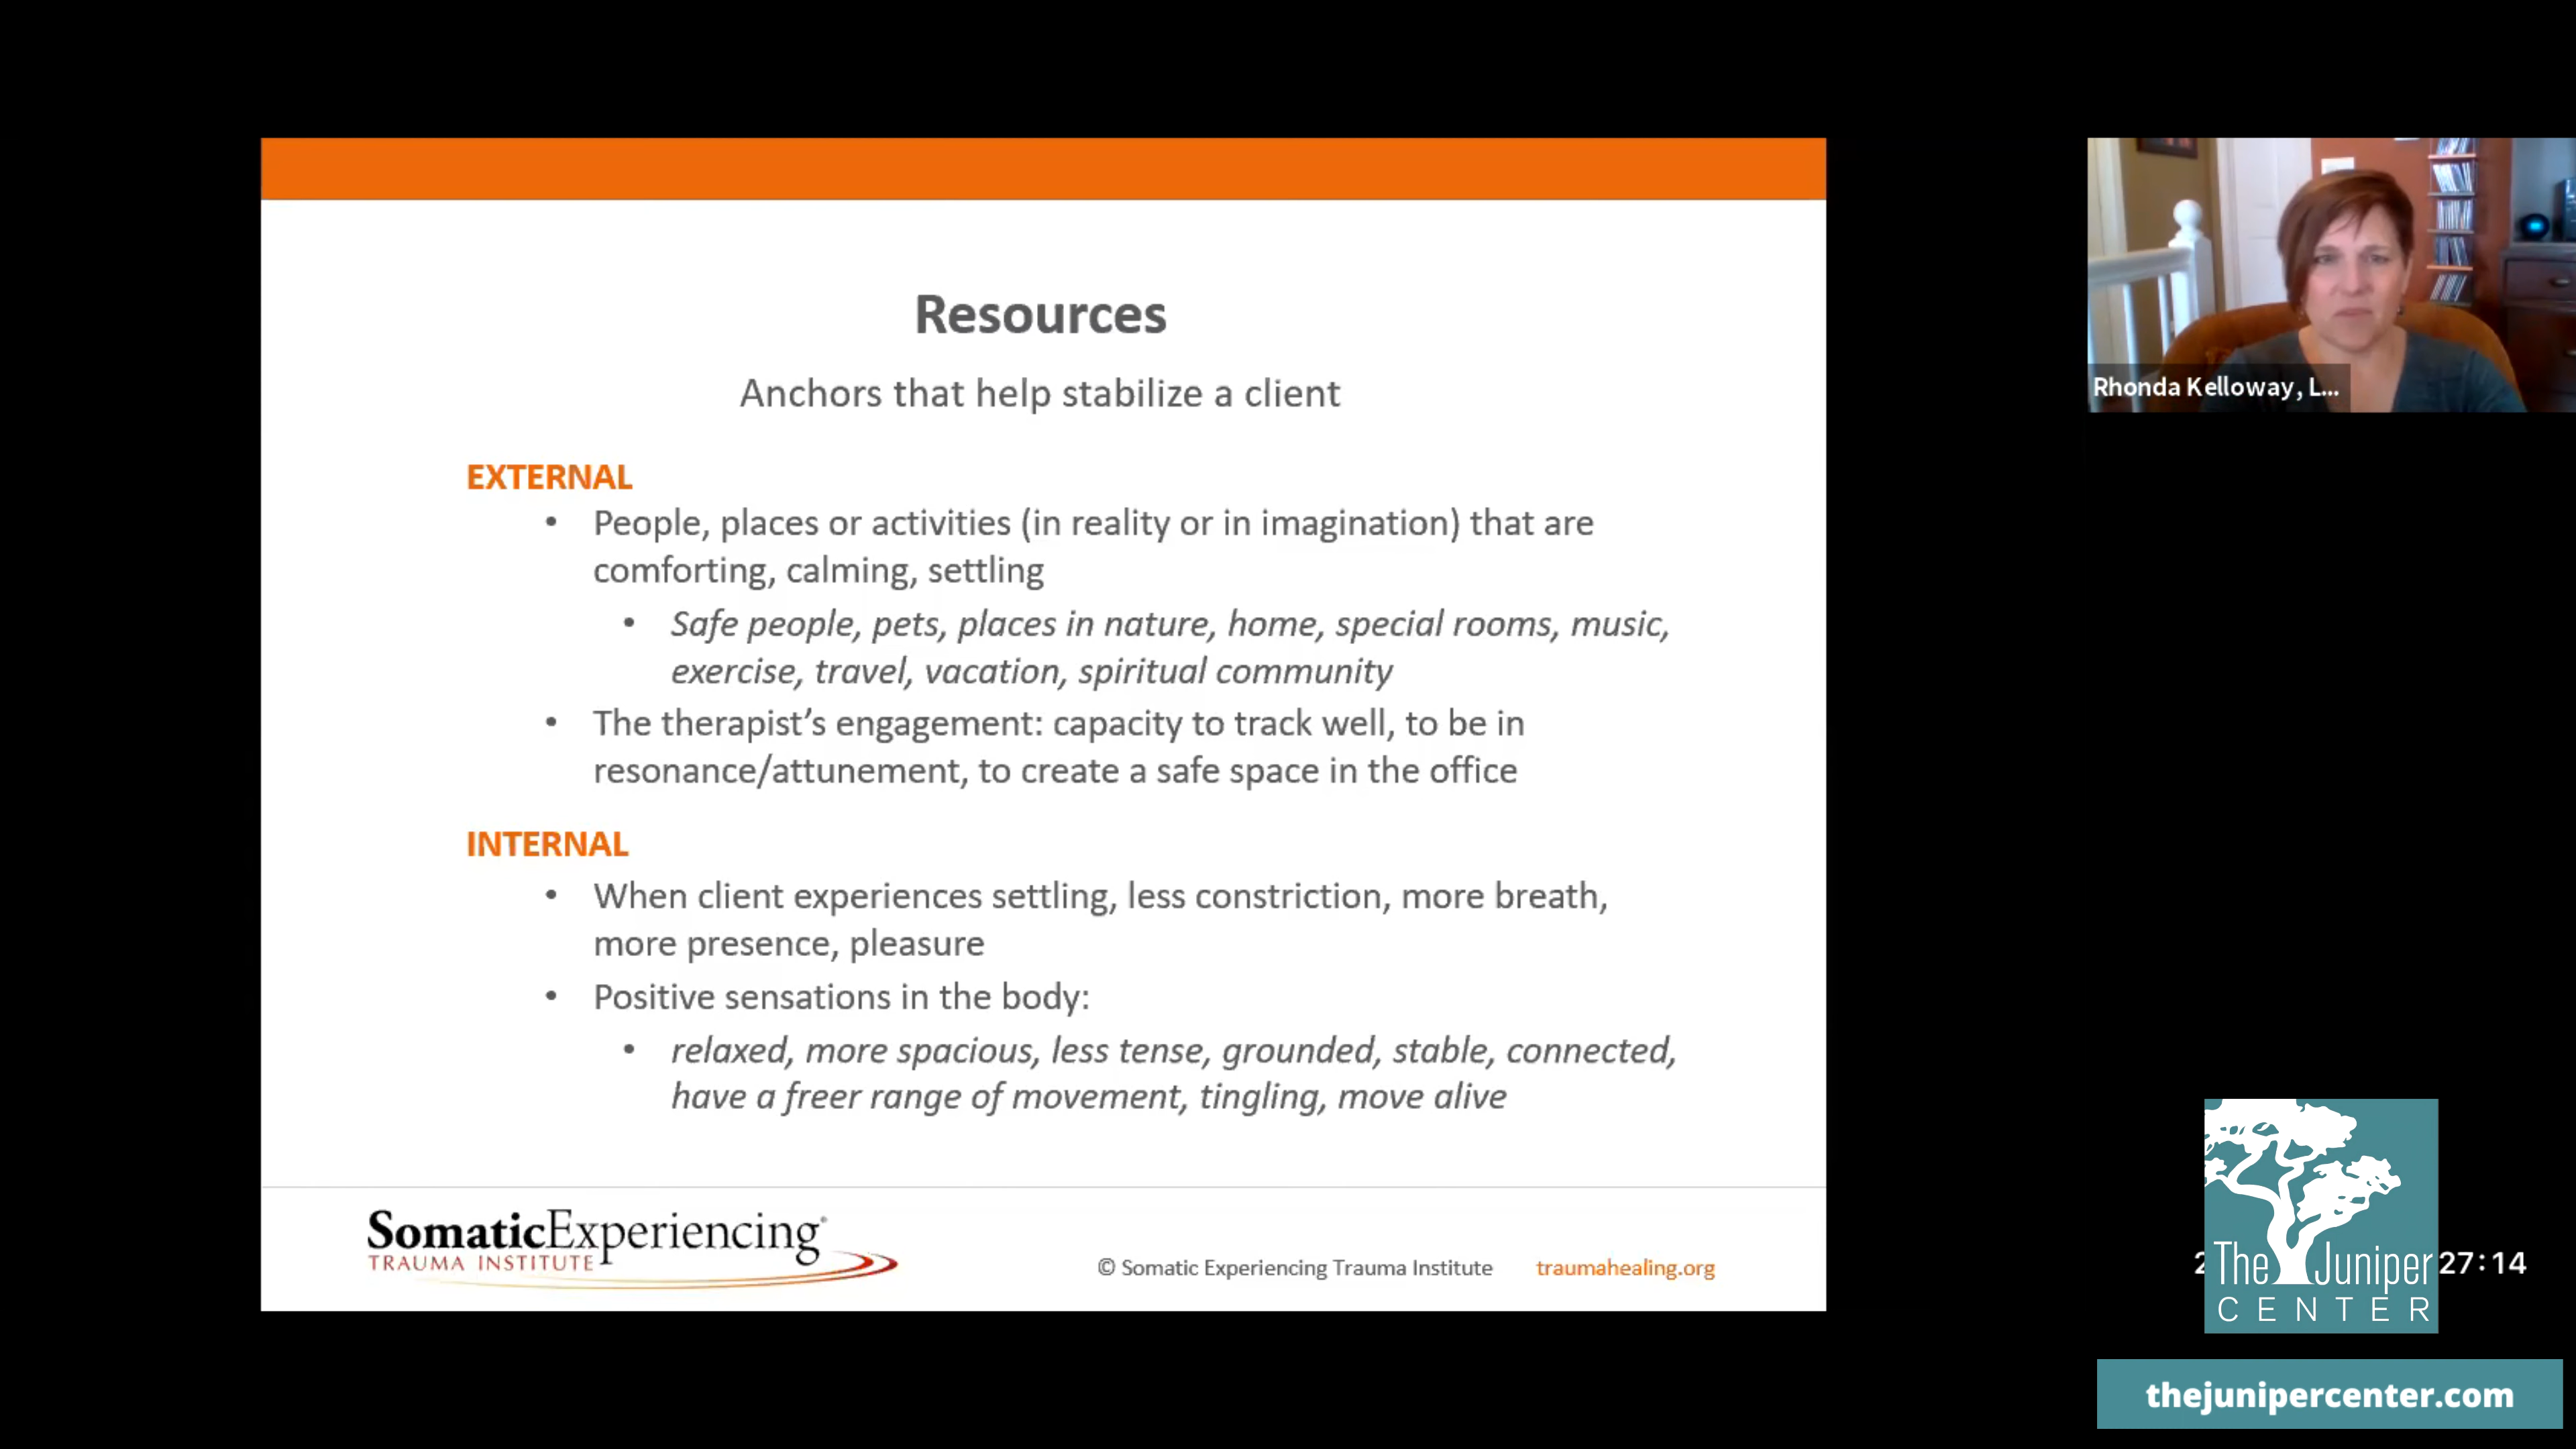 Resources
Anchors that help stabilize a client
EXTERNAL
• People, places or activities (in reality or in imagination) that are
comforting, calming, settling
• Safe people, pets, places in nature, home, special rooms, music,
exercise, travel, vacation, spiritual community
• The therapist’s engagement: capacity to track well, to be in
resonance/attunement, to create a safe space in the office
INTERNAL
• When client experiences settling, less constriction, more breath,
more presence, pleasure
• Positive sensations in the body:
• relaxed, more spacious, less tense, grounded, stable, connected,
have a freer range of movement, tingling, move alive
SomaticExperiencing®
TRAUMA INSTITUTE
© Somatic Experiencing Trauma Institute traumahealing.org
Rhonda Kelloway, L...
The Juniper
CENTER
27:14
thejunipercenter.com